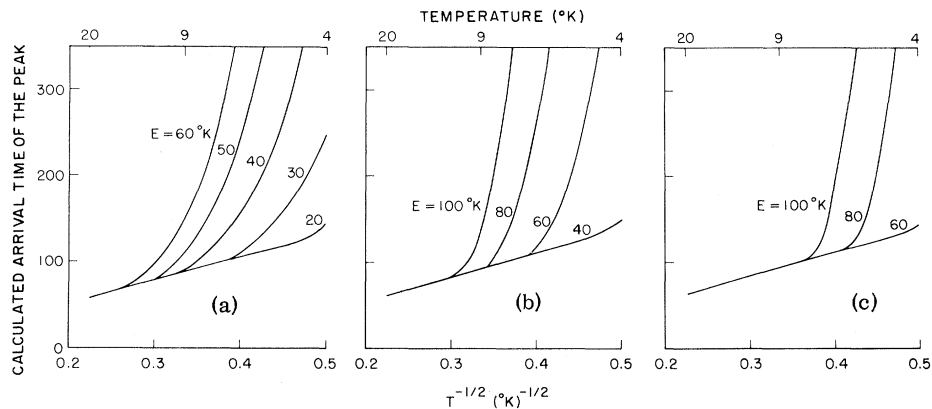 TEMPERATURE (°K)
20 9 4 20 9 4 20 9 4
CALCULATED ARRIVAL TIME OF THE PEAK
300
200
100
0
E = 60 °K
50
40
30
20
(a)
E = 100 °K
80
60
40
(b)
E = 100 °K
80
60
(c)
0.2 0.3 0.4 0.5 0.2 0.3 0.4 0.5 0.2 0.3 0.4 0.5
T^{-1/2} (°K)^{-1/2}